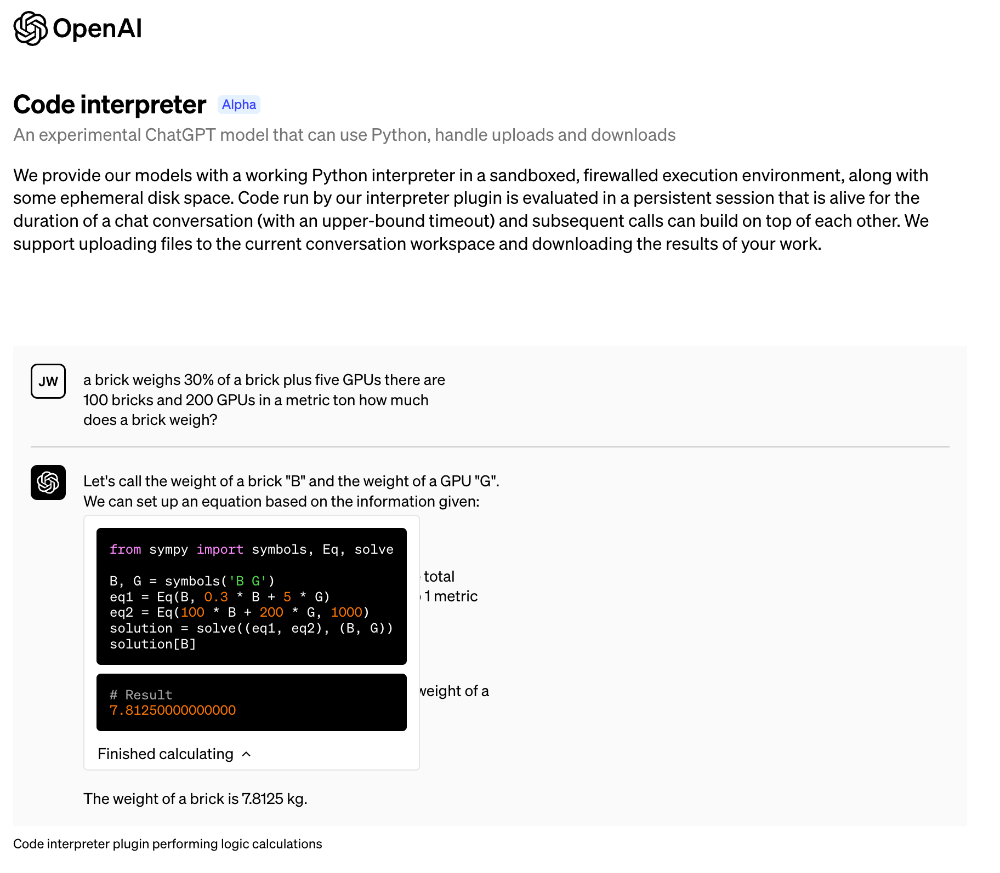 OpenAI
Code interpreter Alpha
An experimental ChatGPT model that can use Python, handle uploads and downloads
We provide our models with a working Python interpreter in a sandboxed, firewalled execution environment, along with
some ephemeral disk space. Code run by our interpreter plugin is evaluated in a persistent session that is alive for the
duration of a chat conversation (with an upper-bound timeout) and subsequent calls can build on top of each other. We
support uploading files to the current conversation workspace and downloading the results of your work.
JW
a brick weighs 30% of a brick plus five GPUs there are
100 bricks and 200 GPUs in a metric ton how much
does a brick weigh?
Let's call the weight of a brick "B" and the weight of a GPU "G".
We can set up an equation based on the information given:
from sympy import symbols, Eq, solve
B, G = symbols('B G')
total
eq1 = Eq(B, 0.3 * B + 5 * G)
1 metric
eq2 = Eq(100 * B + 200 * G, 1000)
solution = solve((eq1, eq2), (B, G))
solution[B]
weight of a
# Result
7.81250000000000
Finished calculating ^
The weight of a brick is 7.8125 kg.
Code interpreter plugin performing logic calculations